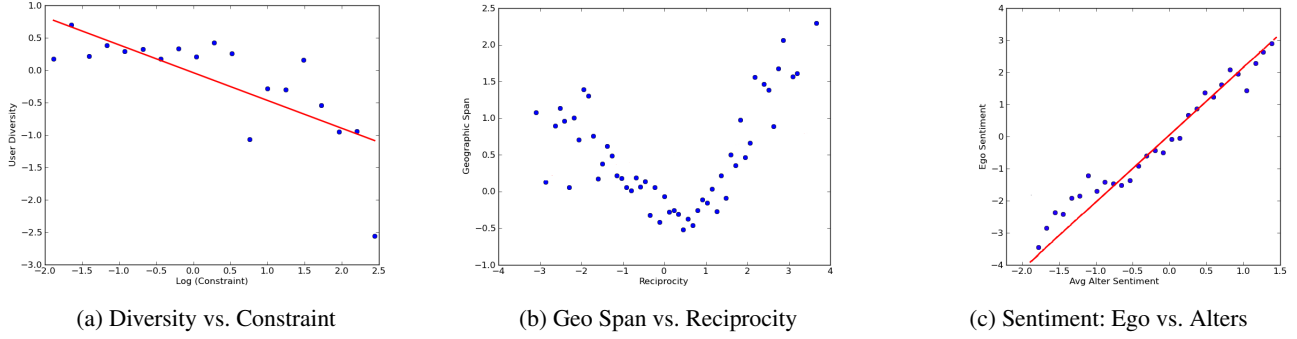 1.0
0.5
0.0
−0.5
−1.0
−1.5
−2.0
−2.5
−3.0
User Diversity
−2.0 −1.5 −1.0 −0.5 0.0 0.5 1.0 1.5 2.0 2.5
Log (Constraint)
(a) Diversity vs. Constraint
2.5
2.0
1.5
1.0
0.5
0.0
−0.5
−1.0
Geographic Span
−4 −3 −2 −1 0 1 2 3 4
Reciprocity
(b) Geo Span vs. Reciprocity
4
3
2
1
0
−1
−2
−3
−4
Ego Sentiment
−2.0 −1.5 −1.0 −0.5 0.0 0.5 1.0 1.5
Avg Alter Sentiment
(c) Sentiment: Ego vs. Alters